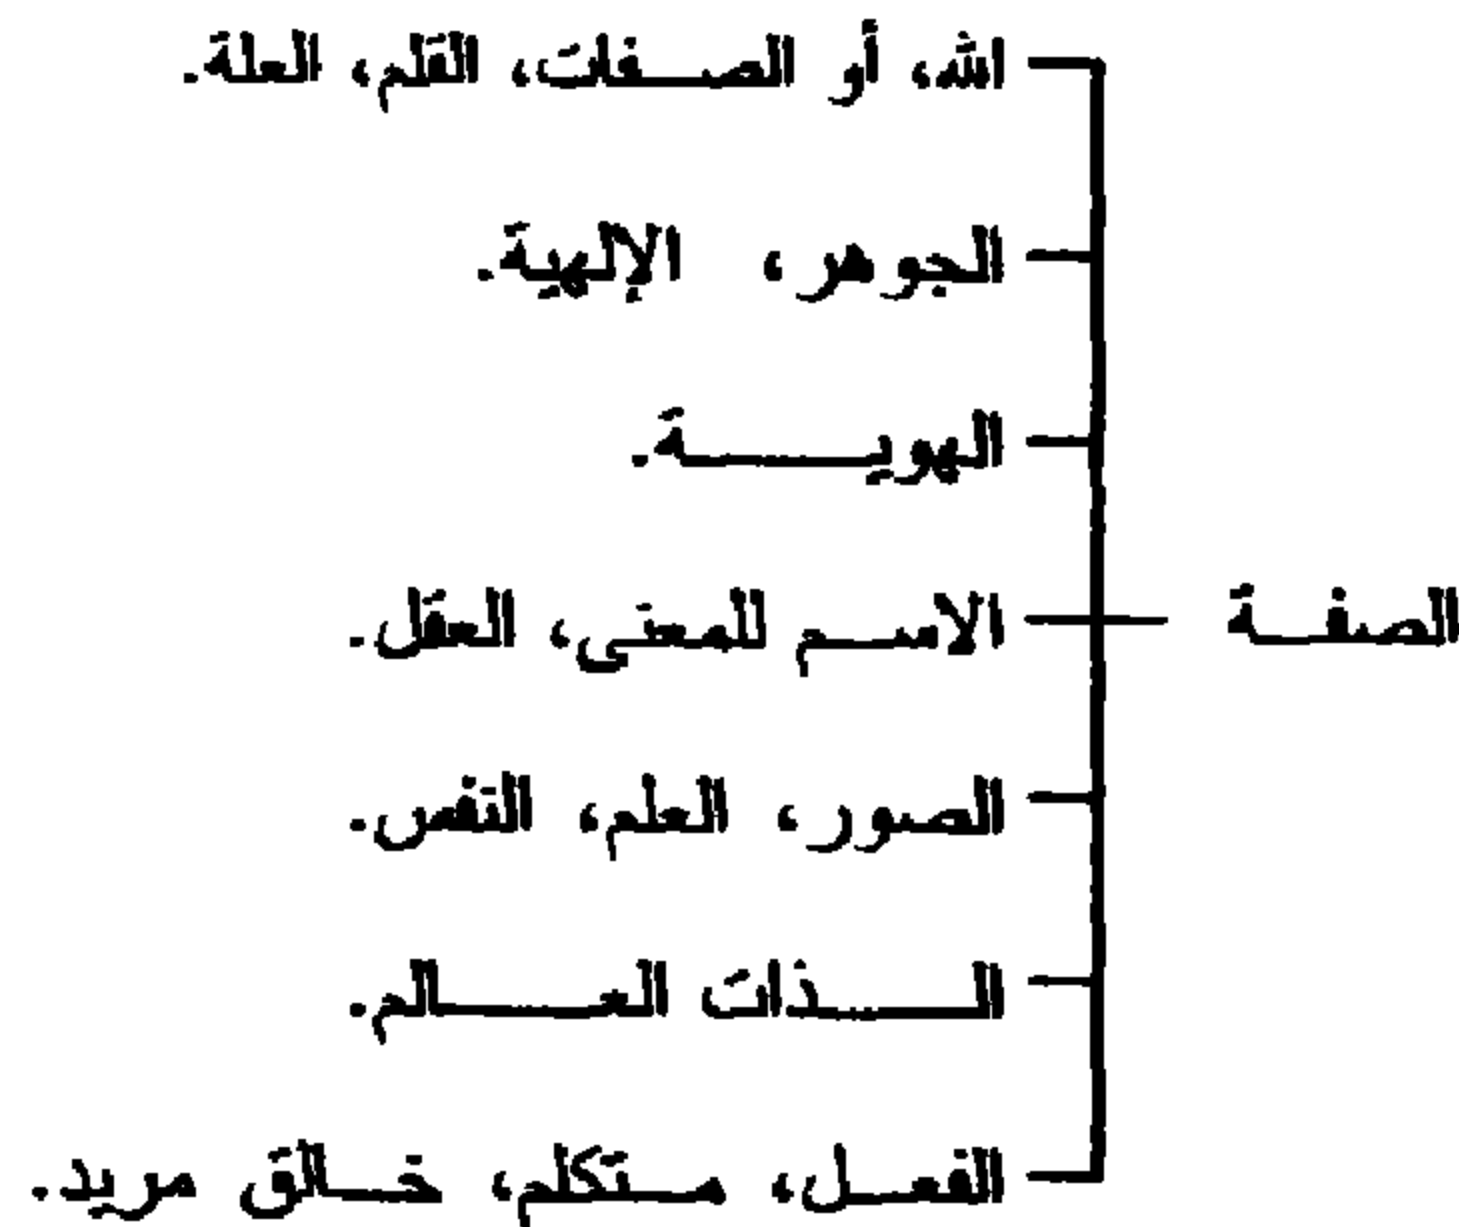 الله، أو الصفات، القلم، العلة.
الجوهر، الإلهية.
الهوية.
الصفة
الاسم للمعنى، العقل.
الصور، العلم، النفس.
الذات العالم.
الفعل، متكلم، خالق مريد.